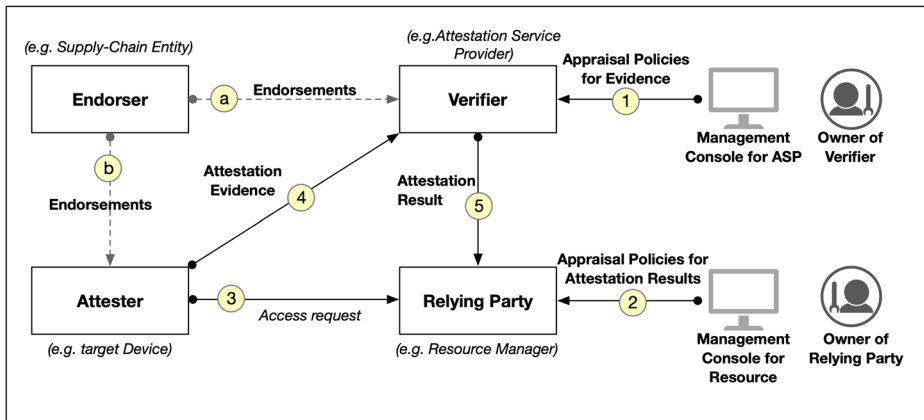 (e.g. Supply-Chain Entity)
Endorser
a
Endorsements
(e.g.Attestation Service
Provider)
Verifier
Appraisal Policies
for Evidence
1
Management
Console for ASP
Owner of
Verifier
b
Endorsements
Attestation
Evidence
4
Attestation
Result
5
Attester
(e.g. target Device)
3
Access request
Relying Party
(e.g. Resource Manager)
Appraisal Policies for
Attestation Results
2
Management
Console for
Resource
Owner of
Relying Party